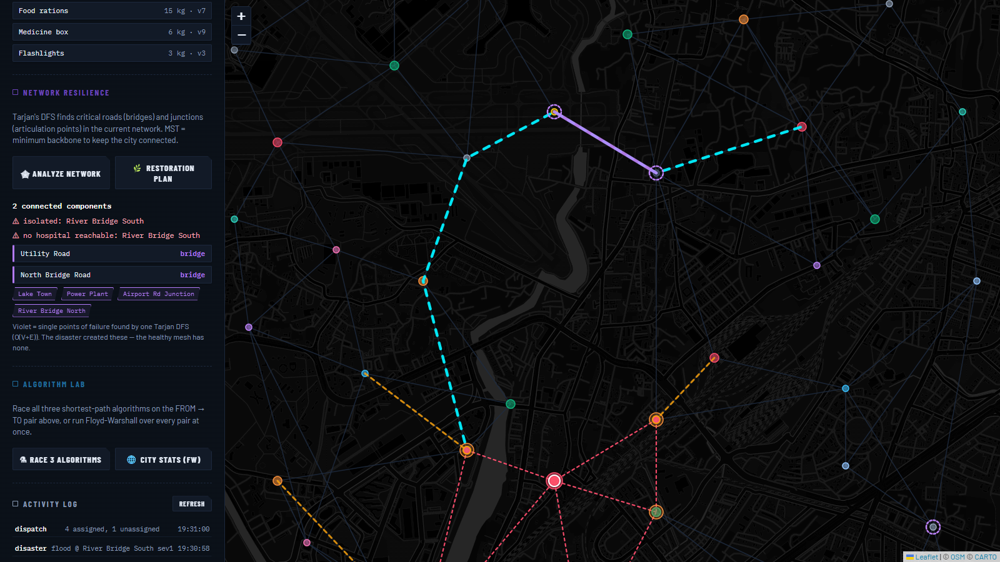 Food rations 15 kg · v7
Medicine box 6 kg · v9
Flashlights 3 kg · v3
NETWORK RESILIENCE
Tarjan's DFS finds critical roads (bridges) and junctions
(articulation points) in the current network. MST =
minimum backbone to keep the city connected.
ANALYZE NETWORK
RESTORATION
PLAN
2 connected components
⚠ isolated: River Bridge South
⚠ no hospital reachable: River Bridge South
Utility Road bridge
North Bridge Road bridge
Lake Town Power Plant Airport Rd Junction
River Bridge North
Violet = single points of failure found by one Tarjan DFS
(O(V+E)). The disaster created these — the healthy mesh has
none.
ALGORITHM LAB
Race all three shortest-path algorithms on the FROM →
TO pair above, or run Floyd-Warshall over every pair at
once.
RACE 3 ALGORITHMS
CITY STATS (FW)
ACTIVITY LOG REFRESH
dispatch 4 assigned, 1 unassigned 19:31:00
disaster flood @ River Bridge South sev1 19:30:58
+
−
Leaflet | © OSM © CARTO